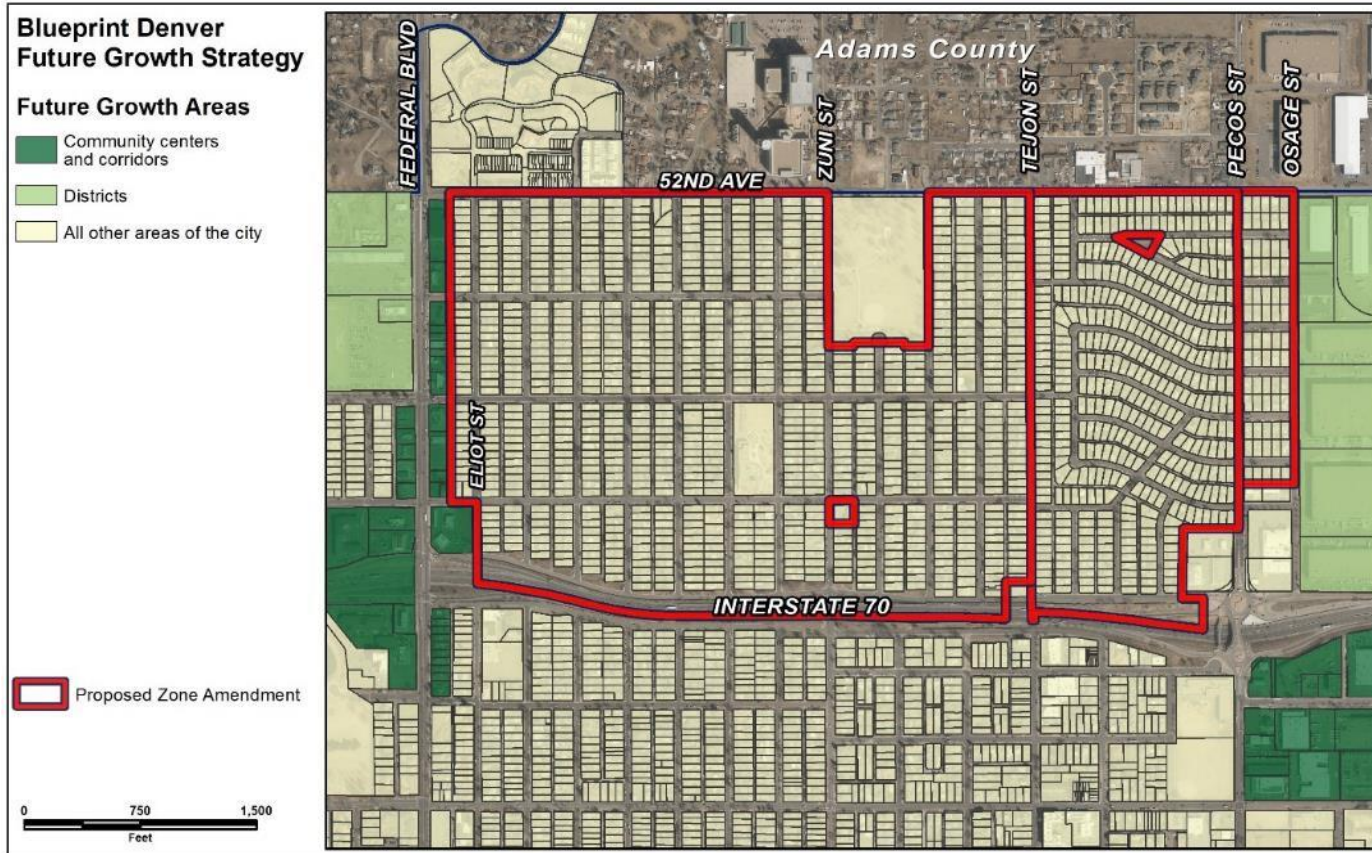 Blueprint Denver
Future Growth Strategy
Future Growth Areas
Community centers
and corridors
Districts
All other areas of the city
Proposed Zone Amendment
0 750 1,500
Feet
Adams County
FEDERAL BLVD
ZUNI ST
TEJON ST
PECOS ST
OSAGE ST
52ND AVE
ELIOT ST
INTERSTATE 70